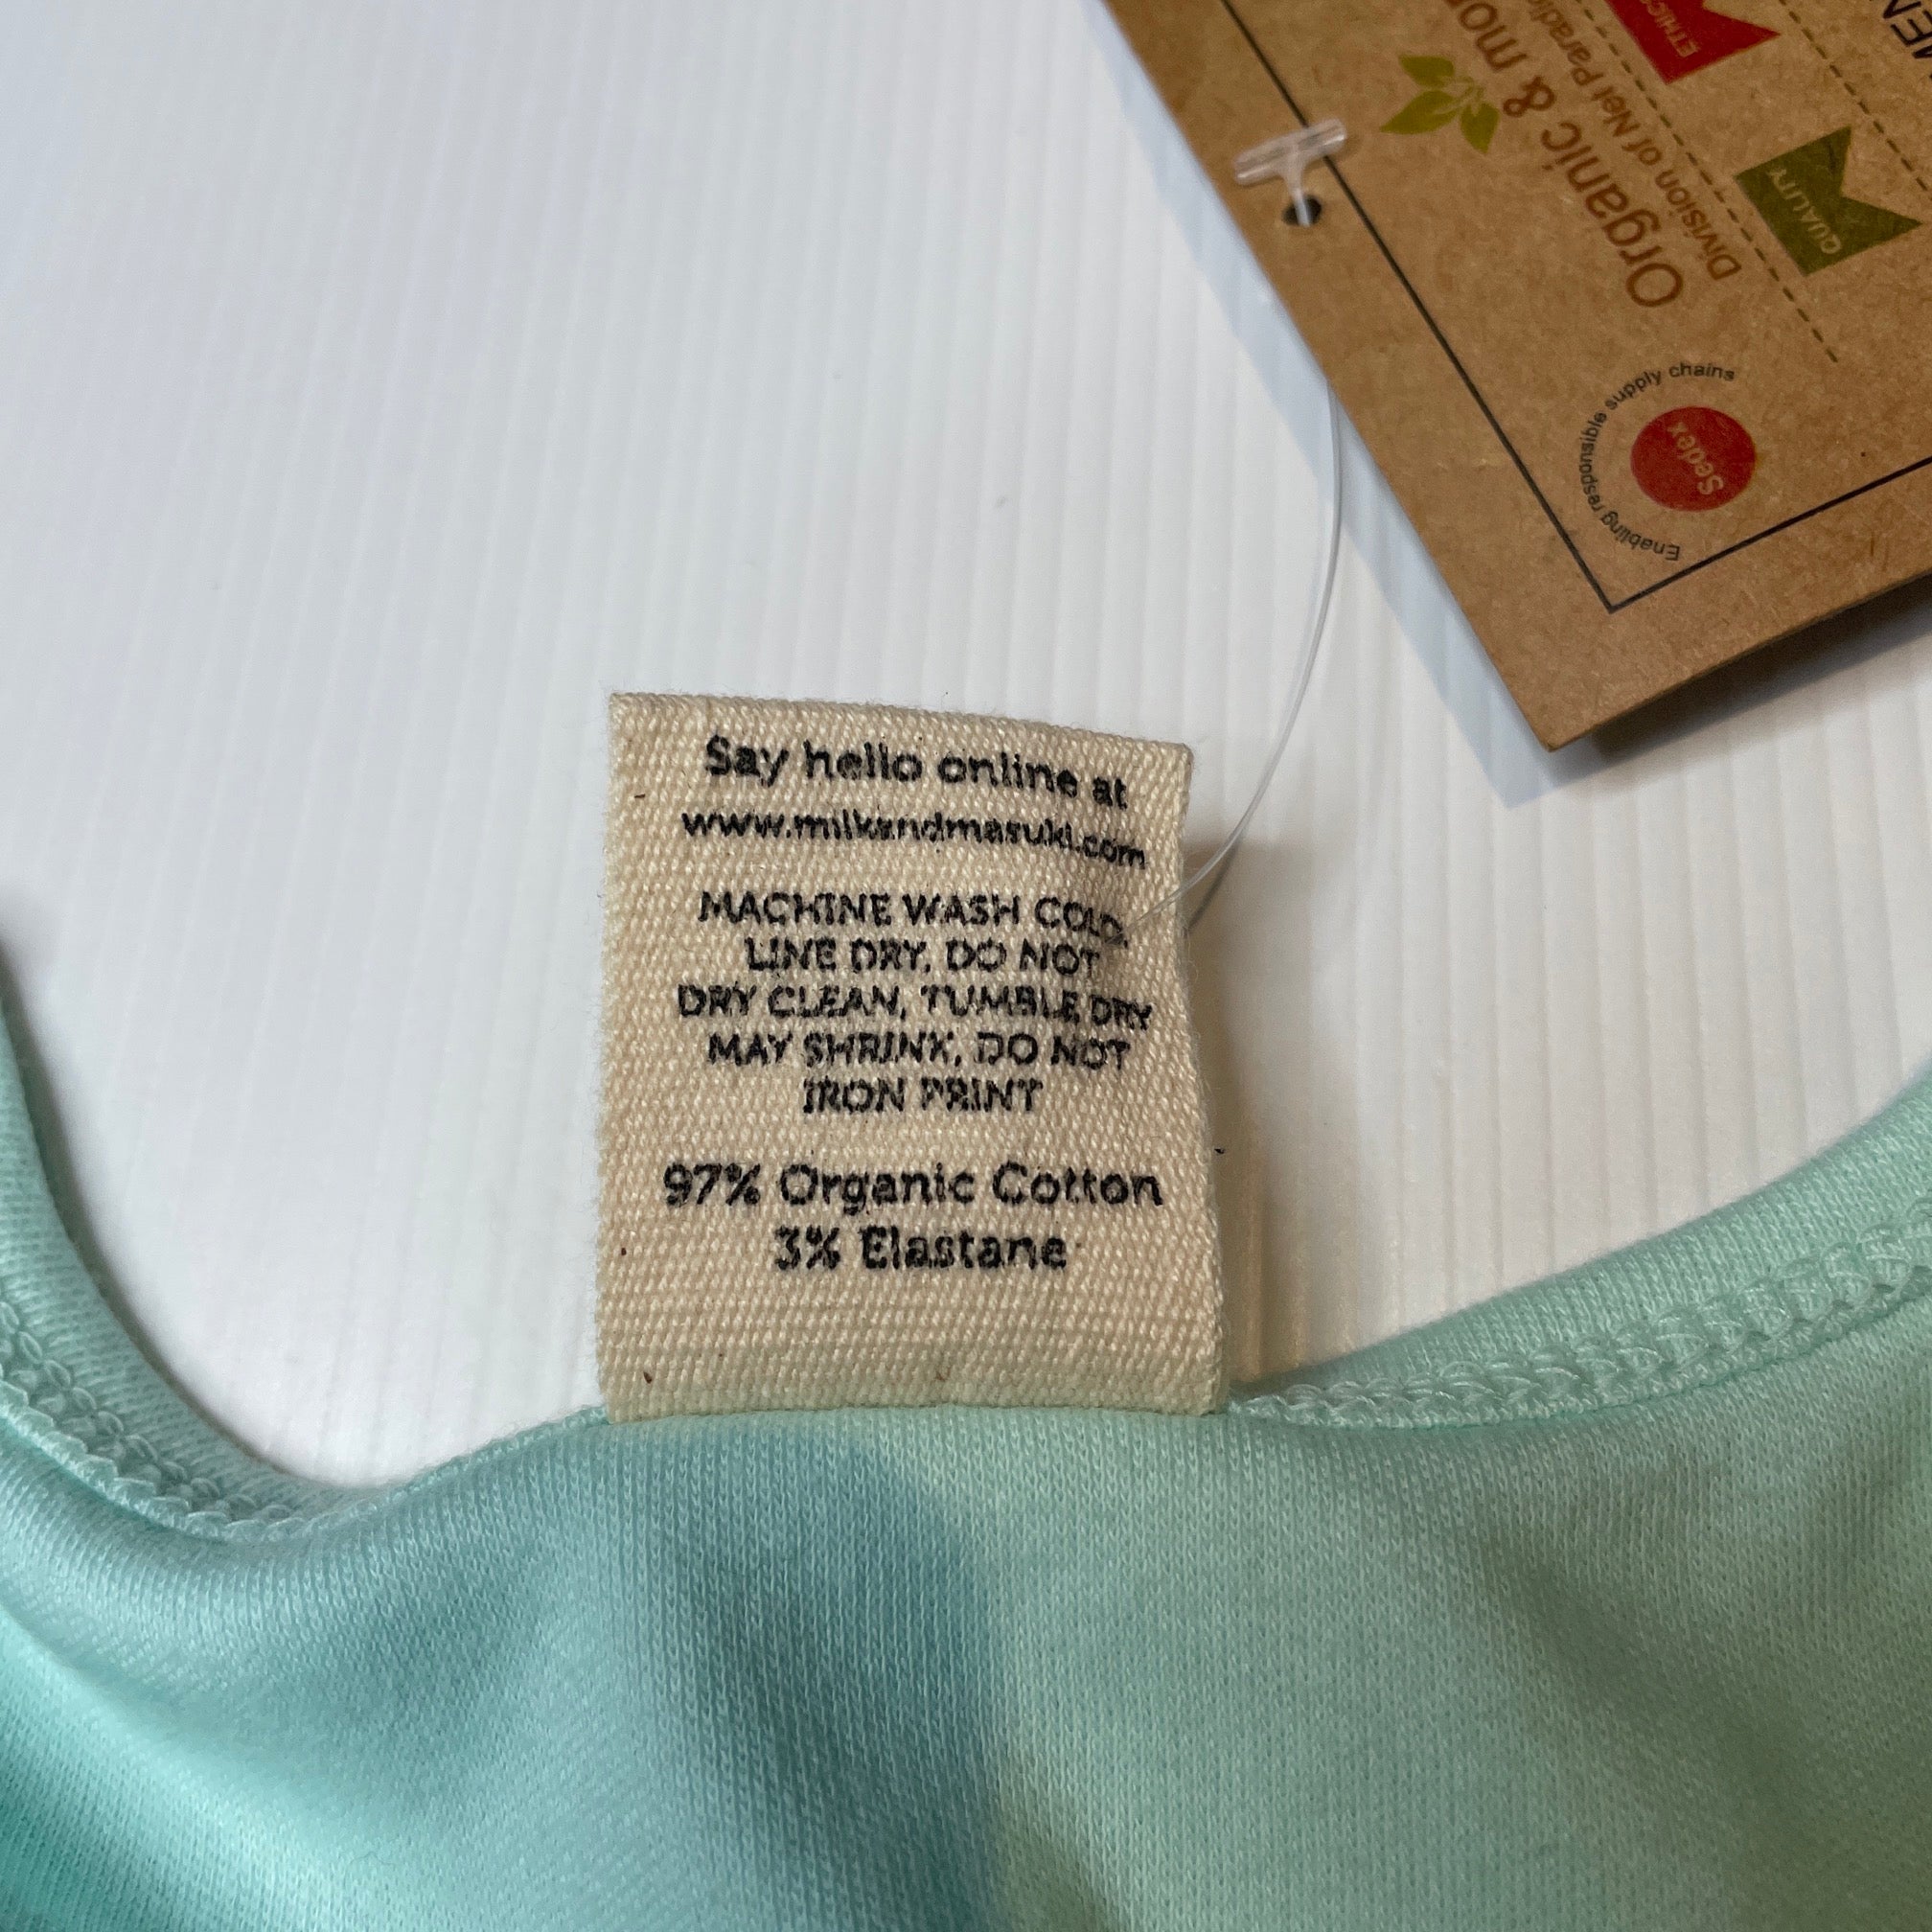 Say hello online at
www.milkandmasuki.com
MACHINE WASH COLD,
LINE DRY, DO NOT
DRY CLEAN, TUMBLE DRY
MAY SHRINK, DO NOT
IRON PRINT
97% Organic Cotton
3% Elastane
Organic &
Division of Nel
QUALITY
Enabling responsible supply chains
Sedex